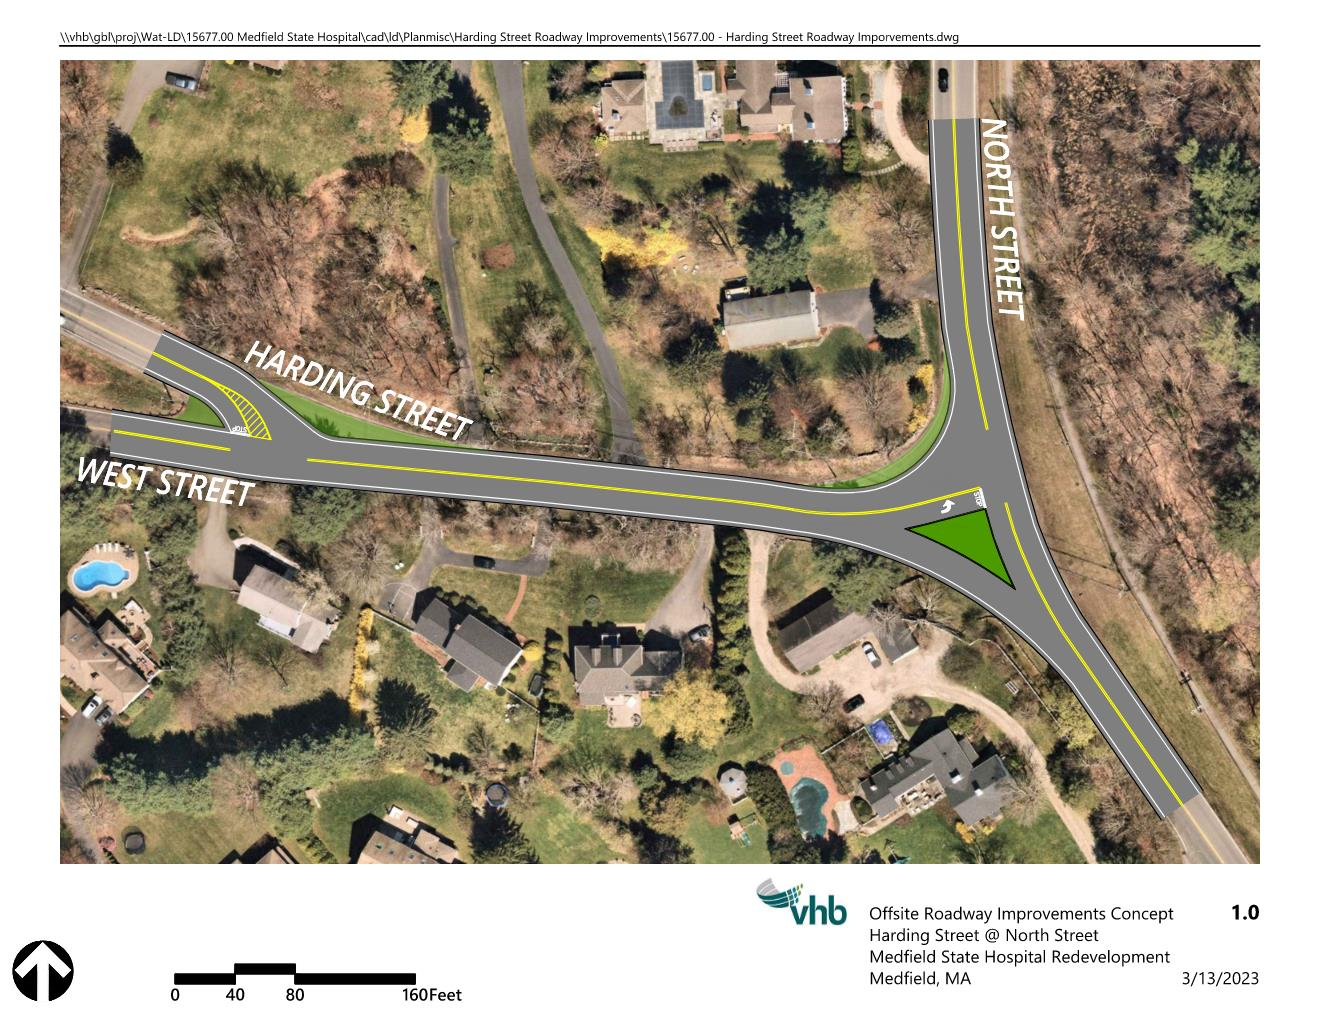 \\vhb\gbl\proj\Wat-LD\15677.00 Medfield State Hospital\cad\ld\Planmisc\Harding Street Roadway Improvements\15677.00 - Harding Street Roadway Imporvements.dwg
NORTH STREET
HARDING STREET
STOP
WEST STREET
STOP
vhb
Offsite Roadway Improvements Concept
1.0
Harding Street @ North Street
Medfield State Hospital Redevelopment
Medfield, MA
3/13/2023
0 40 80 160Feet